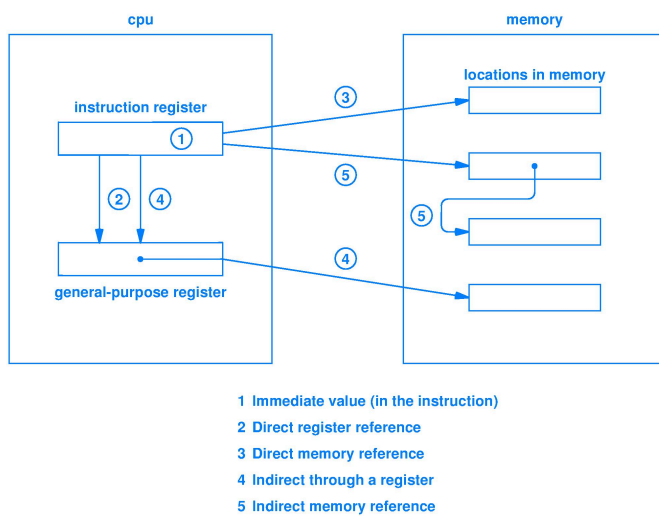 cpu
memory
locations in memory
instruction register
3
1
5
2
4
5
4
general-purpose register
1 Immediate value (in the instruction)
2 Direct register reference
3 Direct memory reference
4 Indirect through a register
5 Indirect memory reference